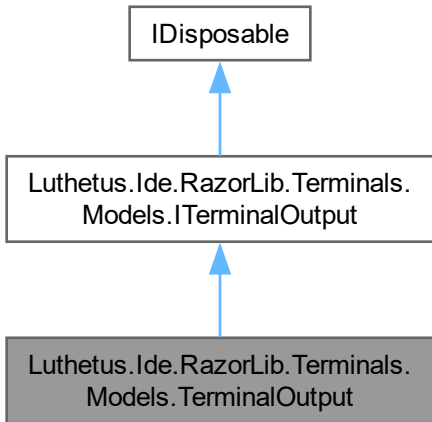 IDisposable
Luthetus.Ide.RazorLib.Terminals.
Models.ITerminalOutput
Luthetus.Ide.RazorLib.Terminals.
Models.TerminalOutput